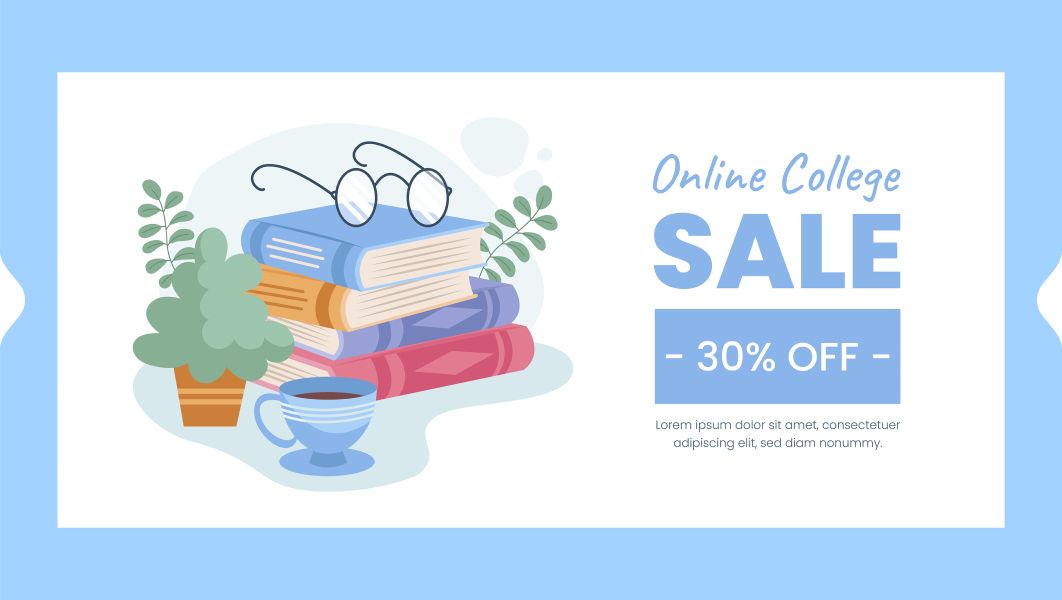 Online College
SALE
- 30% OFF -
Lorem ipsum dolor sit amet, consectetuer
adipiscing elit, sed diam nonummy.